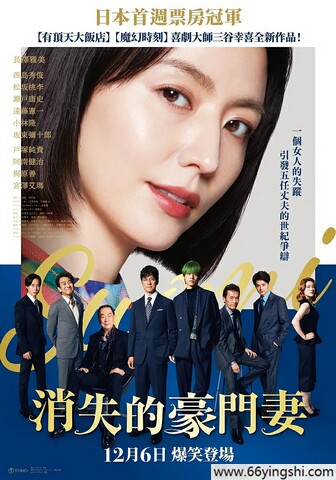 日本首週票房冠軍
【有頂天大飯店】【魔幻時刻】喜劇大師三谷幸喜全新作品!
長澤雅美
西島秀俊
松坂桃李
瀨戶康史
遠藤憲一
小林隆
坂東彌十郎
戶塚純貴
阿南健治
梶原善
宮澤艾瑪
一個女人的失蹤
引發五任丈夫的世紀爭辯
Suomi
消失的豪門妻
12月6日 爆笑登場
TOHO
www.66yingshi.com